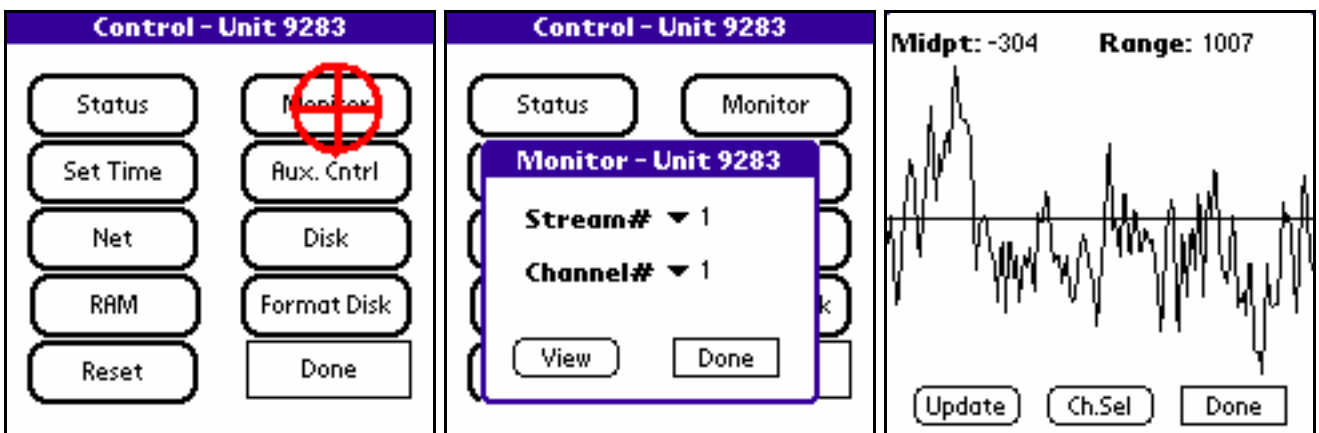 Control - Unit 9283
Status
Monitor
Set Time
Aux. Cntrl
Net
Disk
RAM
Format Disk
Reset
Done
Control - Unit 9283
Status
Monitor
Monitor - Unit 9283
Stream# 1
Channel# 1
k
View
Done
Midpt: -304 Range: 1007
Update
Ch.Sel
Done